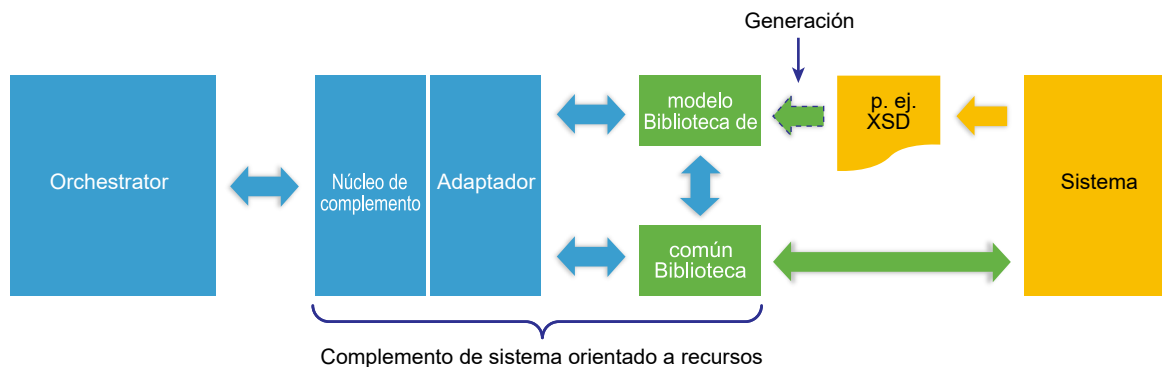 Generación
Orchestrator
Núcleo de
complemento
Adaptador
modelo
Biblioteca de
p. ej.
XSD
común
Biblioteca
Sistema
Complemento de sistema orientado a recursos